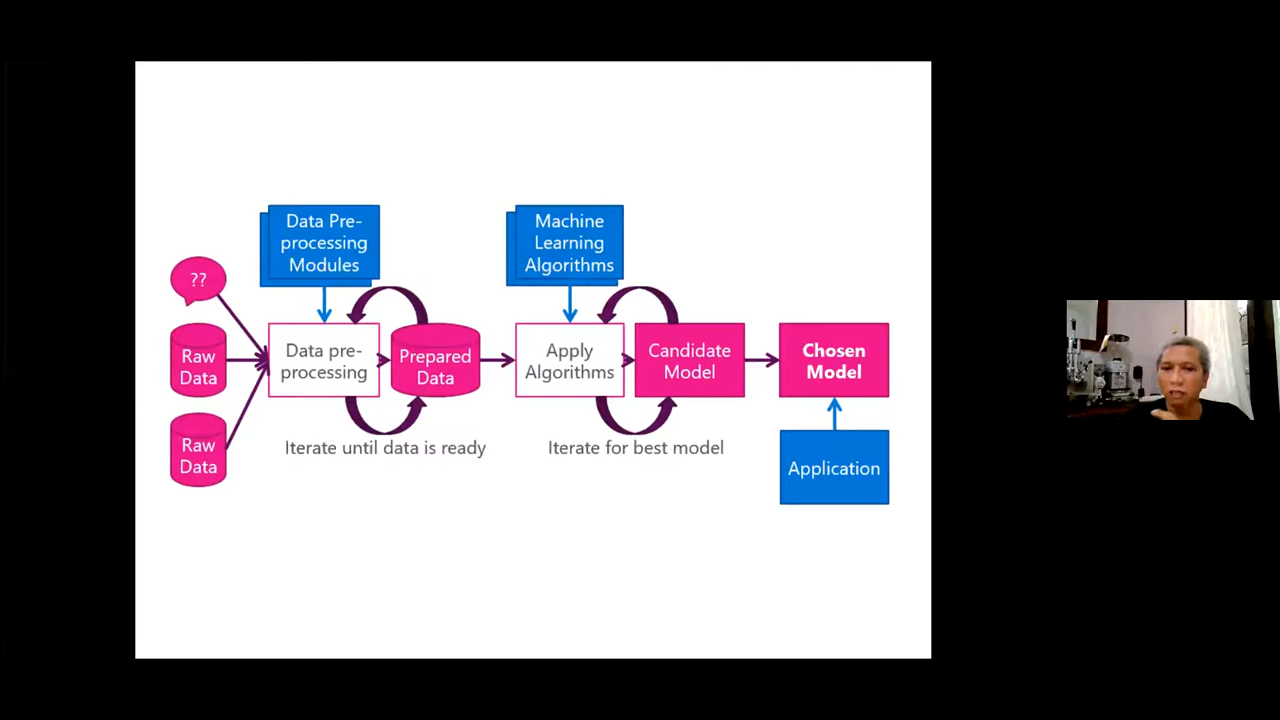 Data Pre-
processing
Modules
Machine
Learning
Algorithms
??
Raw
Data
Data pre-
processing
Prepared
Data
Apply
Algorithms
Candidate
Model
Chosen
Model
Raw
Data
Iterate until data is ready
Iterate for best model
Application